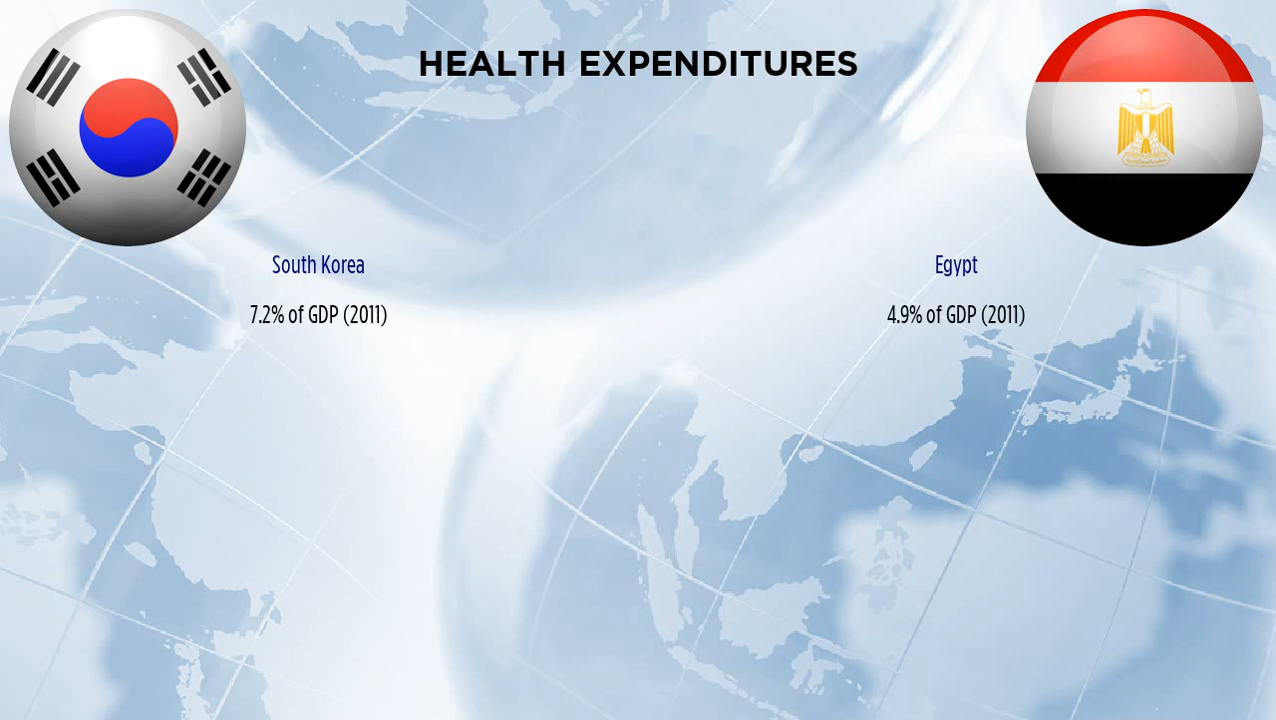 HEALTH EXPENDITURES
South Korea
7.2% of GDP (2011)
Egypt
4.9% of GDP (2011)